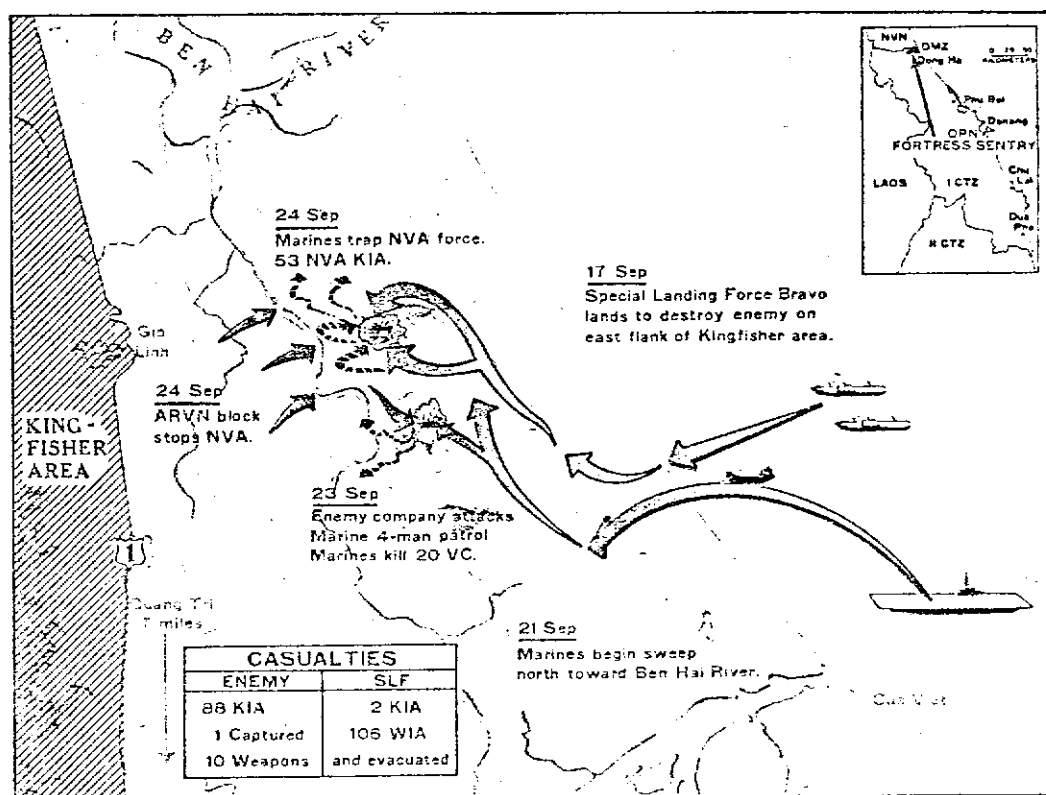 BEN HAI RIVER
NVN
DMZ
Dong Ha
KILOMETERS
Phu Bai
Danang
OPN
FORTRESS SENTRY
LAOS
I CTZ
Chu
Lai
Duc
Pho
II CTZ
24 Sep
Marines trap NVA force.
53 NVA KIA.
17 Sep
Special Landing Force Bravo
lands to destroy enemy on
east flank of Kingfisher area.
Gio
Linh
24 Sep
ARVN block
stops NVA.
KING-
FISHER
AREA
23 Sep
Enemy company attacks
Marine 4-man patrol
Marines kill 20 VC.
1
Quang Tri
7 miles
21 Sep
Marines begin sweep
north toward Ben Hai River.
Cua Viet
CASUALTIES
ENEMY SLF
88 KIA 2 KIA
1 Captured 106 WIA
10 Weapons and evacuated